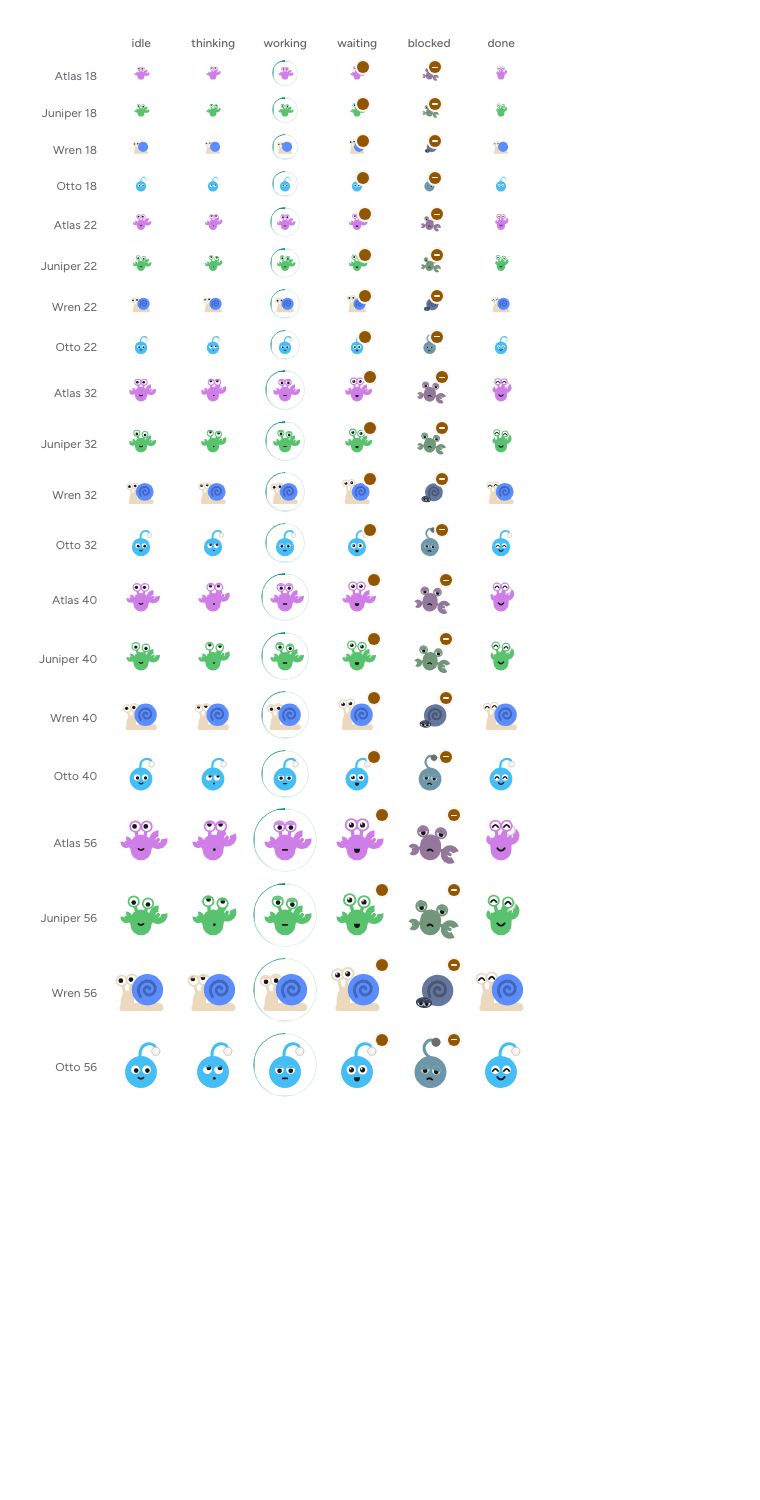 idle thinking working waiting blocked done
Atlas 18
Juniper 18
Wren 18
Otto 18
Atlas 22
Juniper 22
Wren 22
Otto 22
Atlas 32
Juniper 32
Wren 32
Otto 32
Atlas 40
Juniper 40
Wren 40
Otto 40
Atlas 56
Juniper 56
Wren 56
Otto 56